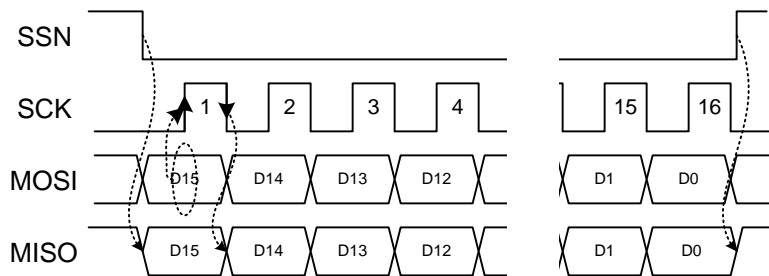 SSN
SCK 1 2 3 4 15 16
MOSI D15 D14 D13 D12 D1 D0
MISO D15 D14 D13 D12 D1 D0